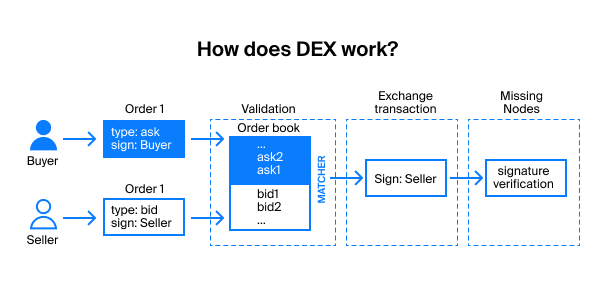 How does DEX work?
Order 1
Validation
Exchange
transaction
Missing
Nodes
Buyer
type: ask
sign: Buyer
Order book
...
ask2
ask1
bid1
bid2
...
MATCHER
Sign: Seller
signature
verification
Order 1
Seller
type: bid
sign: Seller